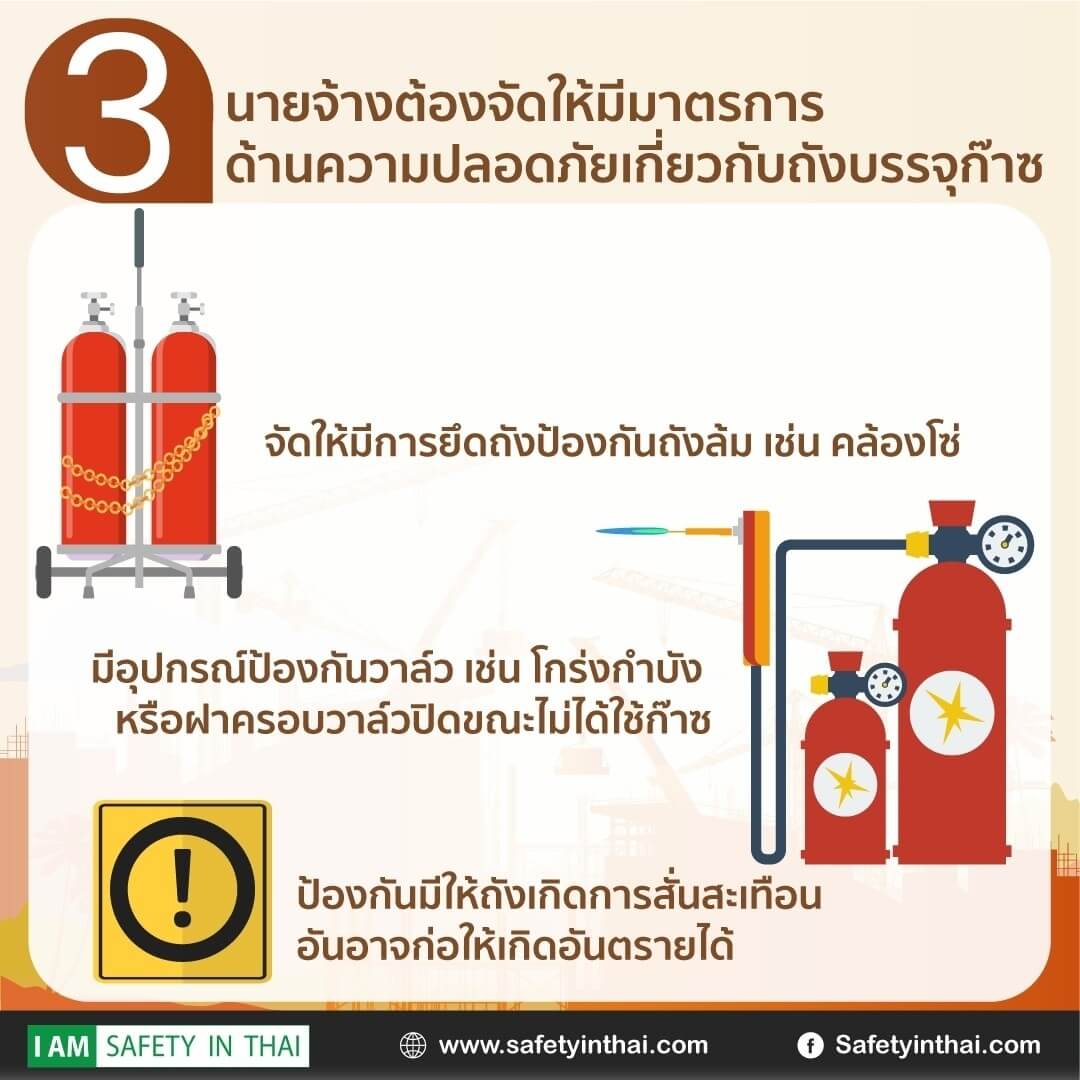 3
นายจ้างต้องจัดให้มีมาตรการ
ด้านความปลอดภัยเกี่ยวกับถังบรรจุก๊าซ
จัดให้มีการยึดถังป้องกันถังล้ม เช่น คล้องโซ่
มีอุปกรณ์ป้องกันวาล์ว เช่น โกร่งกำบัง
หรือฝาครอบวาล์วปิดขณะไม่ได้ใช้ก๊าซ
!
ป้องกันมีให้ถังเกิดการสั่นสะเทือน
อันอาจก่อให้เกิดอันตรายได้
I AM SAFETY IN THAI
www.safetyinthai.com
Safetyinthai.com